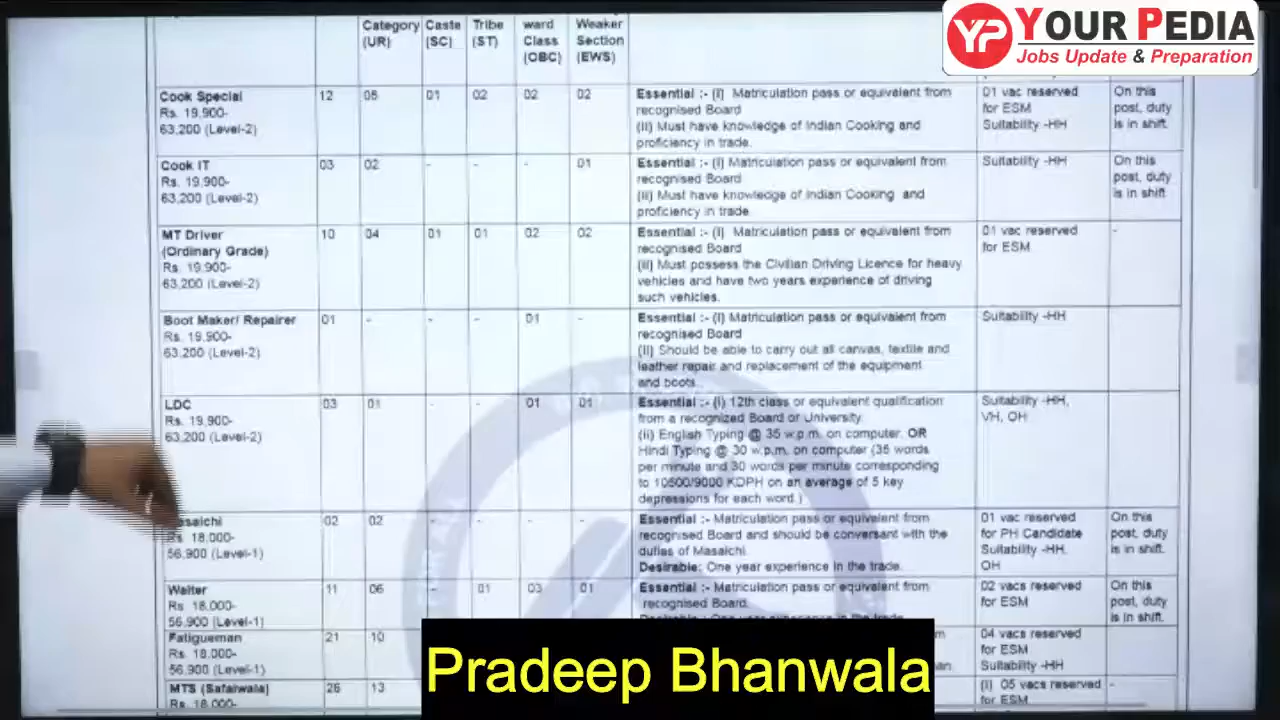 YP YOUR PEDIA
Jobs Update & Preparation
Category (UR) Caste (SC) Tribe (ST) ward Class (OBC) Weaker Section (EWS)
Cook Special 12 05 01 02 02 02 Essential :- (i) Matriculation pass or equivalent from 01 vac reserved On this
Rs. 19,900- recognised Board for ESM post, duty
63,200 (Level-2) (ii) Must have knowledge of Indian Cooking and Suitability -HH is in shift.
proficiency in trade.
Cook IT 03 02 - - - 01 Essential :- (i) Matriculation pass or equivalent from Suitability -HH On this
Rs. 19,900- recognised Board post, duty
63,200 (Level-2) (ii) Must have knowledge of Indian Cooking and is in shift
proficiency in trade.
MT Driver 10 04 01 01 02 02 Essential :- (i) Matriculation pass or equivalent from 01 vac reserved -
(Ordinary Grade) recognised Board for ESM
Rs. 19,900- (ii) Must possess the Civilian Driving Licence for heavy
63,200 (Level-2) vehicles and have two years experience of driving
such vehicles.
Boot Maker/ Repairer 01 - - - 01 - Essential :- (i) Matriculation pass or equivalent from Suitability -HH
Rs. 19,900- recognised Board
63,200 (Level-2) (ii) Should be able to carry out all canvas, textile and
leather repair and replacement of the equipment
and boots.
LDC 03 01 - - 01 01 Essential :- (i) 12th class or equivalent qualification Suitability -HH,
Rs. 19,900- from a recognized Board or University. VH, OH
63,200 (Level-2) (ii) English Typing @ 35 w.p.m. on computer. OR
Hindi Typing @ 30 w.p.m. on computer (35 words
per minute and 30 words per minute corresponding
to 10500/9000 KDPH on an average of 5 key
depressions for each word.)
02 02 - - - - Essential :- Matriculation pass or equivalent from 01 vac reserved On this
Rs. 18,000- recognised Board and should be conversant with the for PH Candidate post, duty
56,900 (Level-1) duties of Masalchi. Suitability -HH, is in shift.
Desirable: One year experience in the trade. OH
Waiter 11 06 - 01 03 01 Essential :- Matriculation pass or equivalent from 02 vacs reserved On this
Rs 18,000- recognised Board. for ESM post, duty
56,900 (Level-1) is in shift.
Fatigueman 21 10 04 vacs reserved
Rs 18,000- for ESM
56,900 (Level-1) Suitability -HH
MTS (Safaiwala) 26 13 (i) 05 vacs reserved -
Rs 18,000- for ESM
Pradeep Bhanwala